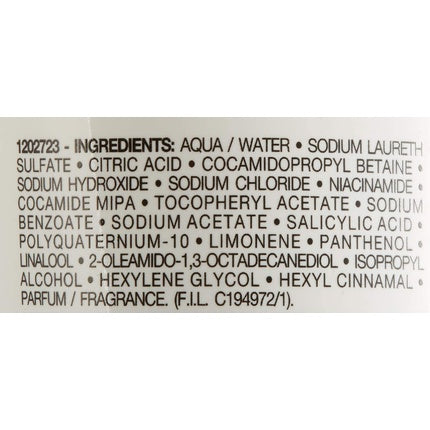 1202723 - INGREDIENTS: AQUA / WATER • SODIUM LAURETH
SULFATE • CITRIC ACID • COCAMIDOPROPYL BETAINE •
SODIUM HYDROXIDE • SODIUM CHLORIDE • NIACINAMIDE •
COCAMIDE MIPA • TOCOPHERYL ACETATE • SODIUM
BENZOATE • SODIUM ACETATE • SALICYLIC ACID •
POLYQUATERNIUM-10 • LIMONENE • PANTHENOL •
LINALOOL • 2-OLEAMIDO-1,3-OCTADECANEDIOL • ISOPROPYL
ALCOHOL • HEXYLENE GLYCOL • HEXYL CINNAMAL •
PARFUM / FRAGRANCE. (F.I.L. C194972/1).